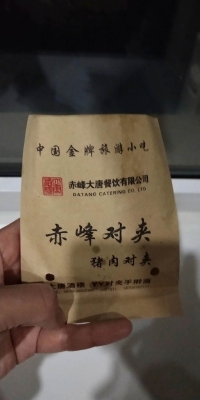 中国金牌旅游小吃
赤峰大唐餐饮有限公司
DATANG CATERING CO. LTD
赤峰对夹
猪肉对夹